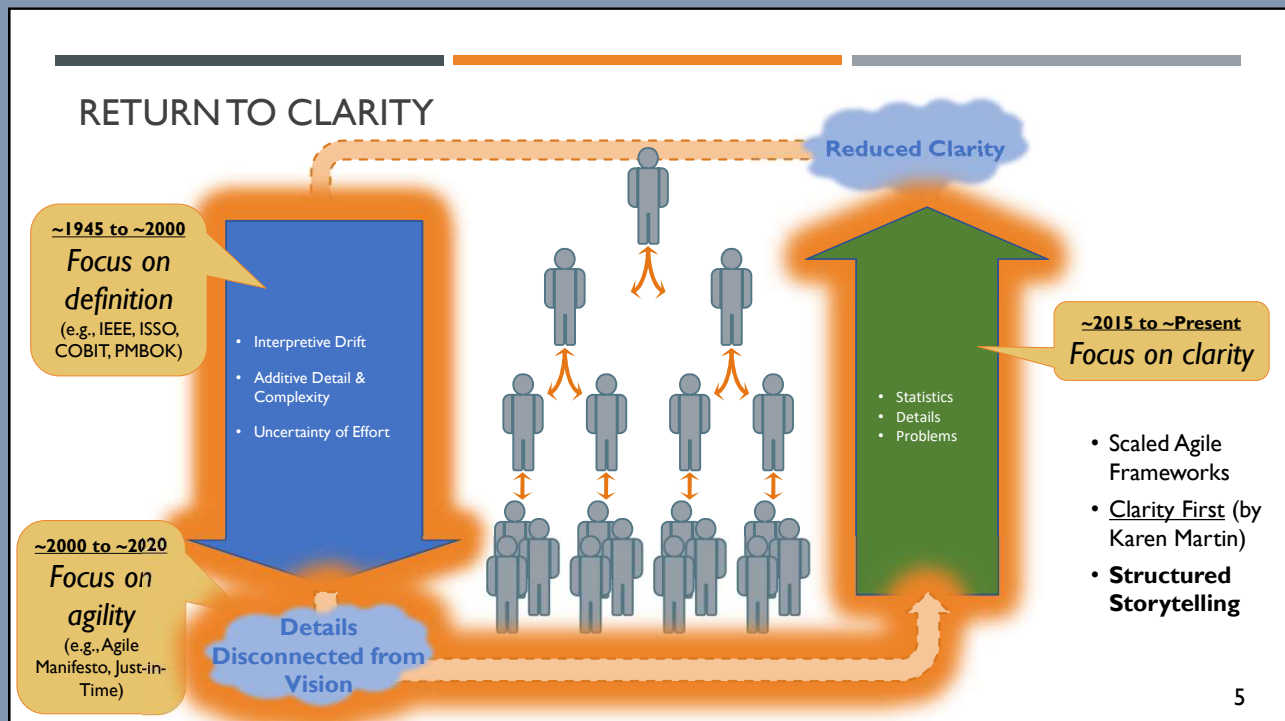 RETURN TO CLARITY
Reduced Clarity
~1945 to ~2000
Focus on
definition
(e.g., IEEE, ISSO,
COBIT, PMBOK)
• Interpretive Drift
• Additive Detail &
Complexity
• Uncertainty of Effort
~2000 to ~2020
Focus on
agility
(e.g., Agile
Manifesto, Just-in-
Time)
Details
Disconnected from
Vision
• Statistics
• Details
• Problems
~2015 to ~Present
Focus on clarity
• Scaled Agile
Frameworks
• Clarity First (by
Karen Martin)
• Structured
Storytelling
5